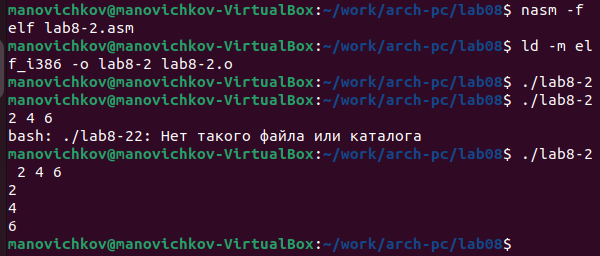 manovichkov@manovichkov-VirtualBox:~/work/arch-pc/lab08$ nasm -f
elf lab8-2.asm
manovichkov@manovichkov-VirtualBox:~/work/arch-pc/lab08$ ld -m el
f_i386 -o lab8-2 lab8-2.o
manovichkov@manovichkov-VirtualBox:~/work/arch-pc/lab08$ ./lab8-2
manovichkov@manovichkov-VirtualBox:~/work/arch-pc/lab08$ ./lab8-2
2 4 6
bash: ./lab8-22: Нет такого файла или каталога
manovichkov@manovichkov-VirtualBox:~/work/arch-pc/lab08$ ./lab8-2
 2 4 6
2
4
6
manovichkov@manovichkov-VirtualBox:~/work/arch-pc/lab08$